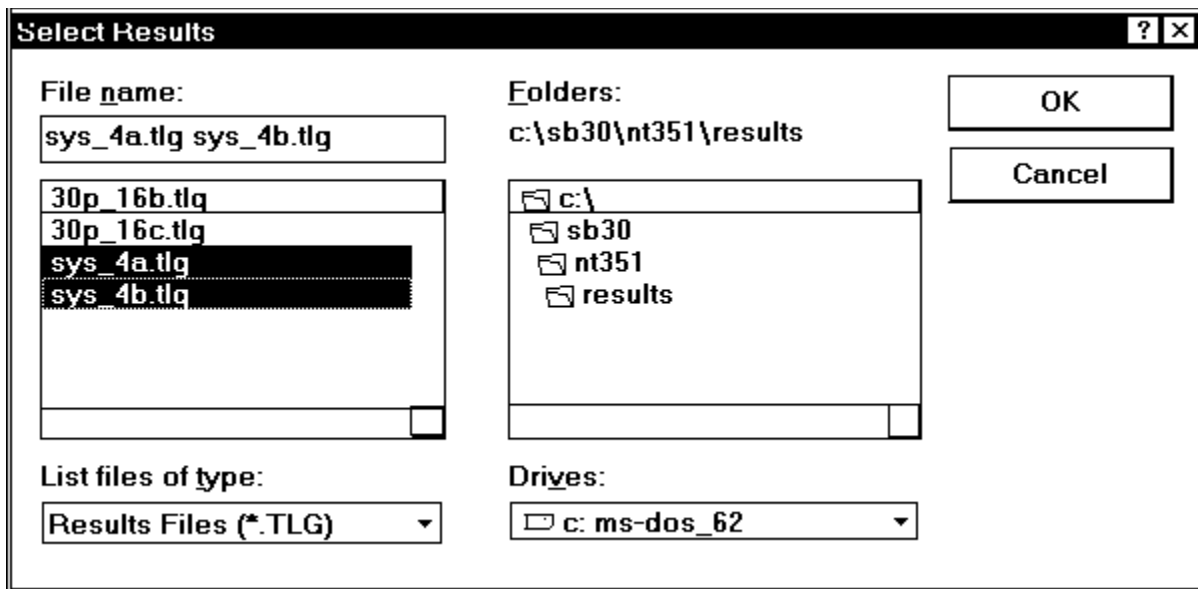 Select Results
? ×
File name:
sys_4a.tlg sys_4b.tlg
30p_16b.tlg
30p_16c.tlg
sys_4a.tlg
sys_4b.tlg
List files of type:
Results Files (*.TLG)
Folders:
c:\sb30\nt351\results
c:\
sb30
nt351
results
Drives:
c: ms-dos_62
OK
Cancel